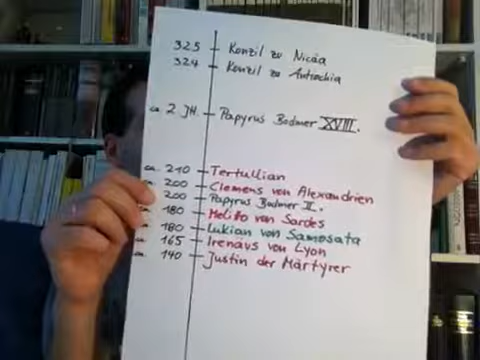 325 Konzil zu Nicäa
324 Konzil zu Antiochia
ca 2. JH. Papyrus Bodmer XVIII.
ca. 210 Tertullian
ca. 200 Clemens von Alexandrien
ca. 200 Papyrus Bodmer II.
ca. 180 Melito von Sardes
ca. 180 Lukian von Samosata
ca. 165 Irenäus von Lyon
ca. 140 Justin der Märtyrer